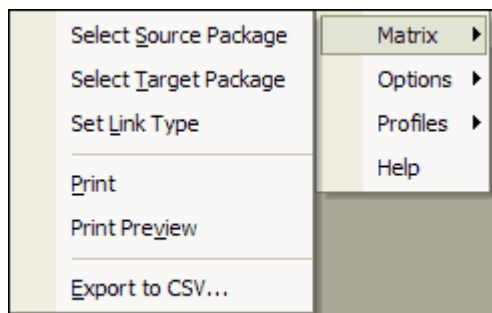 Select Source Package
Select Target Package
Set Link Type
Print
Print Preview
Export to CSV...
Matrix
Options
Profiles
Help